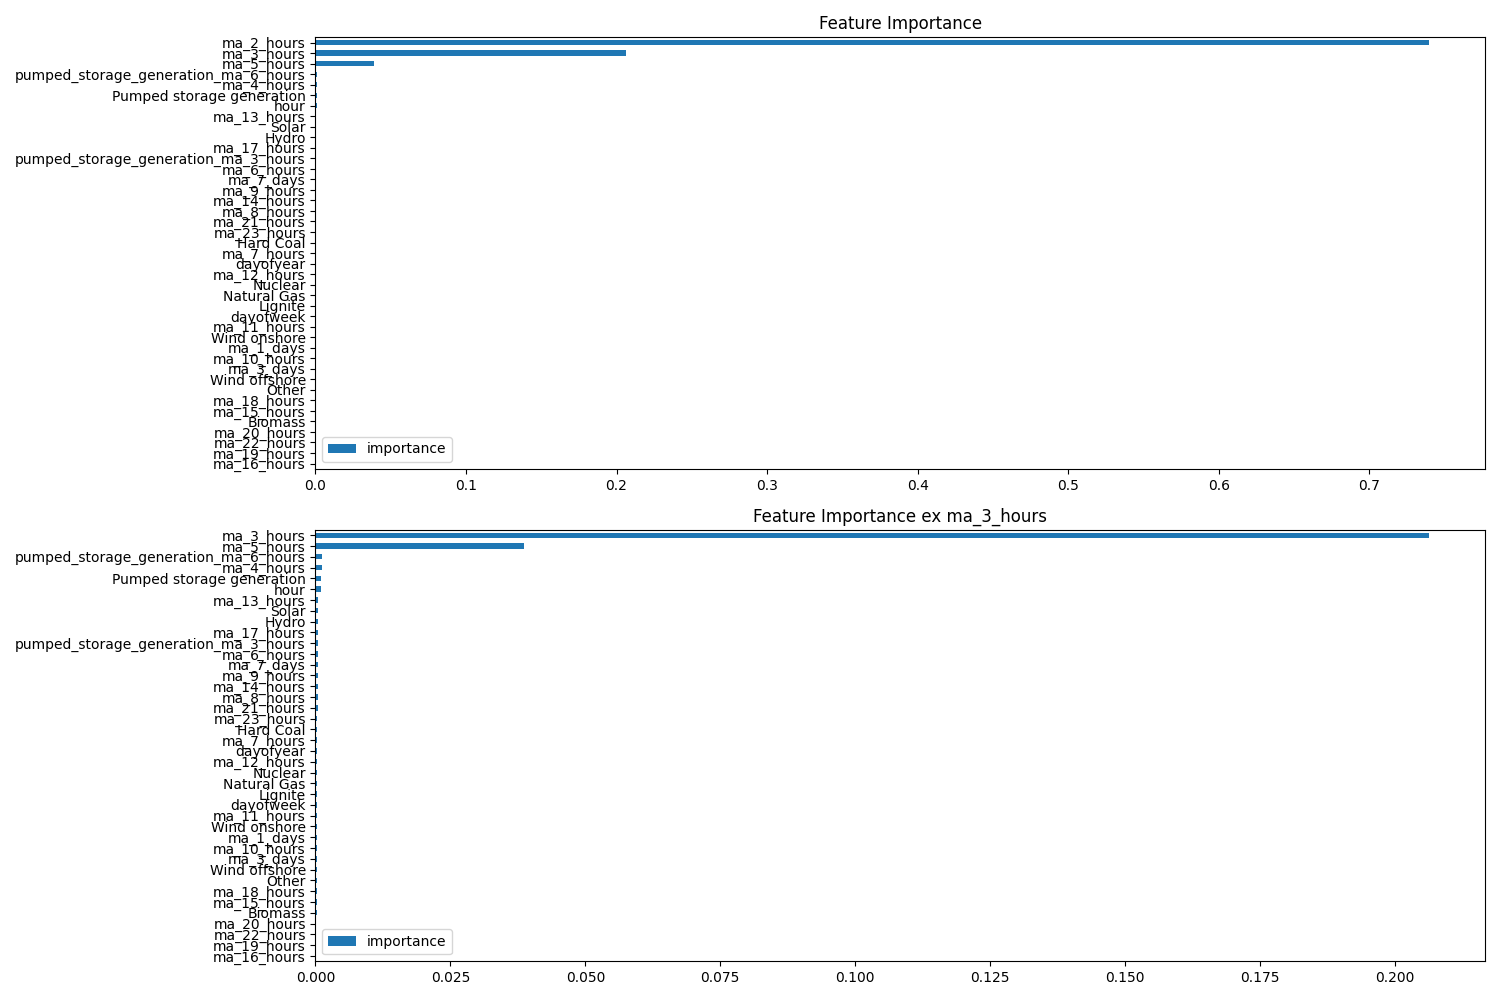 Feature Importance
ma_2_hours
ma_3_hours
ma_5_hours
pumped_storage_generation_ma_6_hours
ma_4_hours
Pumped storage generation
hour
ma_13_hours
Solar
Hydro
ma_17_hours
pumped_storage_generation_ma_3_hours
ma_6_hours
ma_7_days
ma_9_hours
ma_14_hours
ma_8_hours
ma_21_hours
ma_23_hours
Hard Coal
ma_7_hours
dayofyear
ma_12_hours
Nuclear
Natural Gas
Lignite
dayofweek
ma_11_hours
Wind onshore
ma_1_days
ma_10_hours
ma_3_days
Wind offshore
Other
ma_18_hours
ma_15_hours
Biomass
ma_20_hours
ma_22_hours
ma_19_hours
ma_16_hours
importance
0.0 0.1 0.2 0.3 0.4 0.5 0.6 0.7
Feature Importance ex ma_3_hours
ma_3_hours
ma_5_hours
pumped_storage_generation_ma_6_hours
ma_4_hours
Pumped storage generation
hour
ma_13_hours
Solar
Hydro
ma_17_hours
pumped_storage_generation_ma_3_hours
ma_6_hours
ma_7_days
ma_9_hours
ma_14_hours
ma_8_hours
ma_21_hours
ma_23_hours
Hard Coal
ma_7_hours
dayofyear
ma_12_hours
Nuclear
Natural Gas
Lignite
dayofweek
ma_11_hours
Wind onshore
ma_1_days
ma_10_hours
ma_3_days
Wind offshore
Other
ma_18_hours
ma_15_hours
Biomass
ma_20_hours
ma_22_hours
ma_19_hours
ma_16_hours
importance
0.000 0.025 0.050 0.075 0.100 0.125 0.150 0.175 0.200